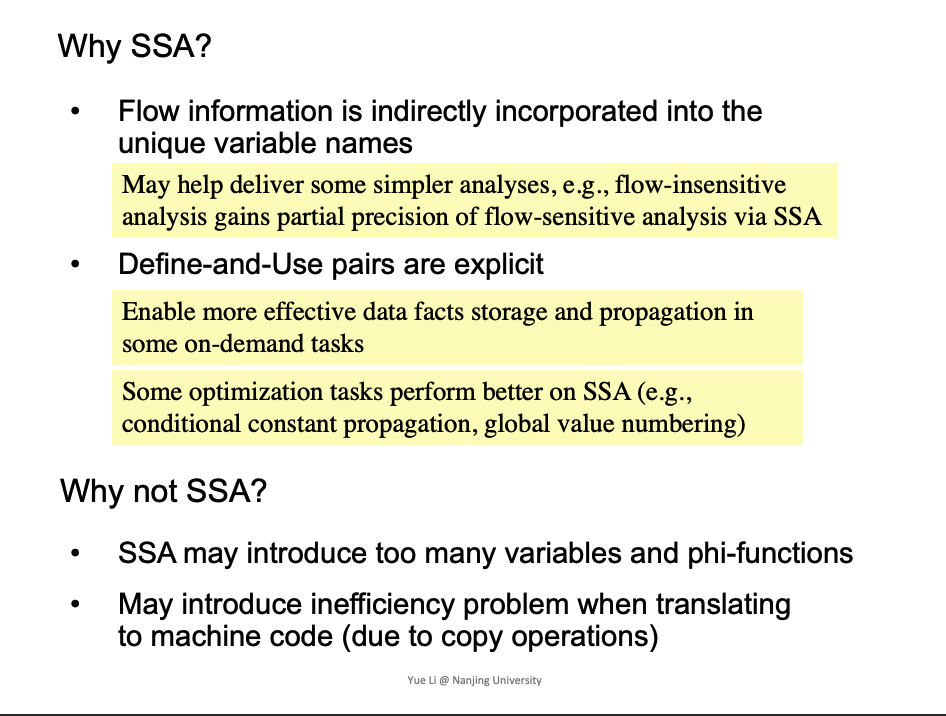 Why SSA?
• Flow information is indirectly incorporated into the
unique variable names
May help deliver some simpler analyses, e.g., flow-insensitive
analysis gains partial precision of flow-sensitive analysis via SSA
• Define-and-Use pairs are explicit
Enable more effective data facts storage and propagation in
some on-demand tasks
Some optimization tasks perform better on SSA (e.g.,
conditional constant propagation, global value numbering)
Why not SSA?
• SSA may introduce too many variables and phi-functions
• May introduce inefficiency problem when translating
to machine code (due to copy operations)
Yue Li @ Nanjing University